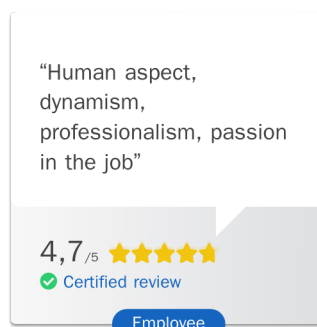 “Human aspect,
dynamism,
professionalism, passion
in the job”
4,7/5
Certified review
Employee